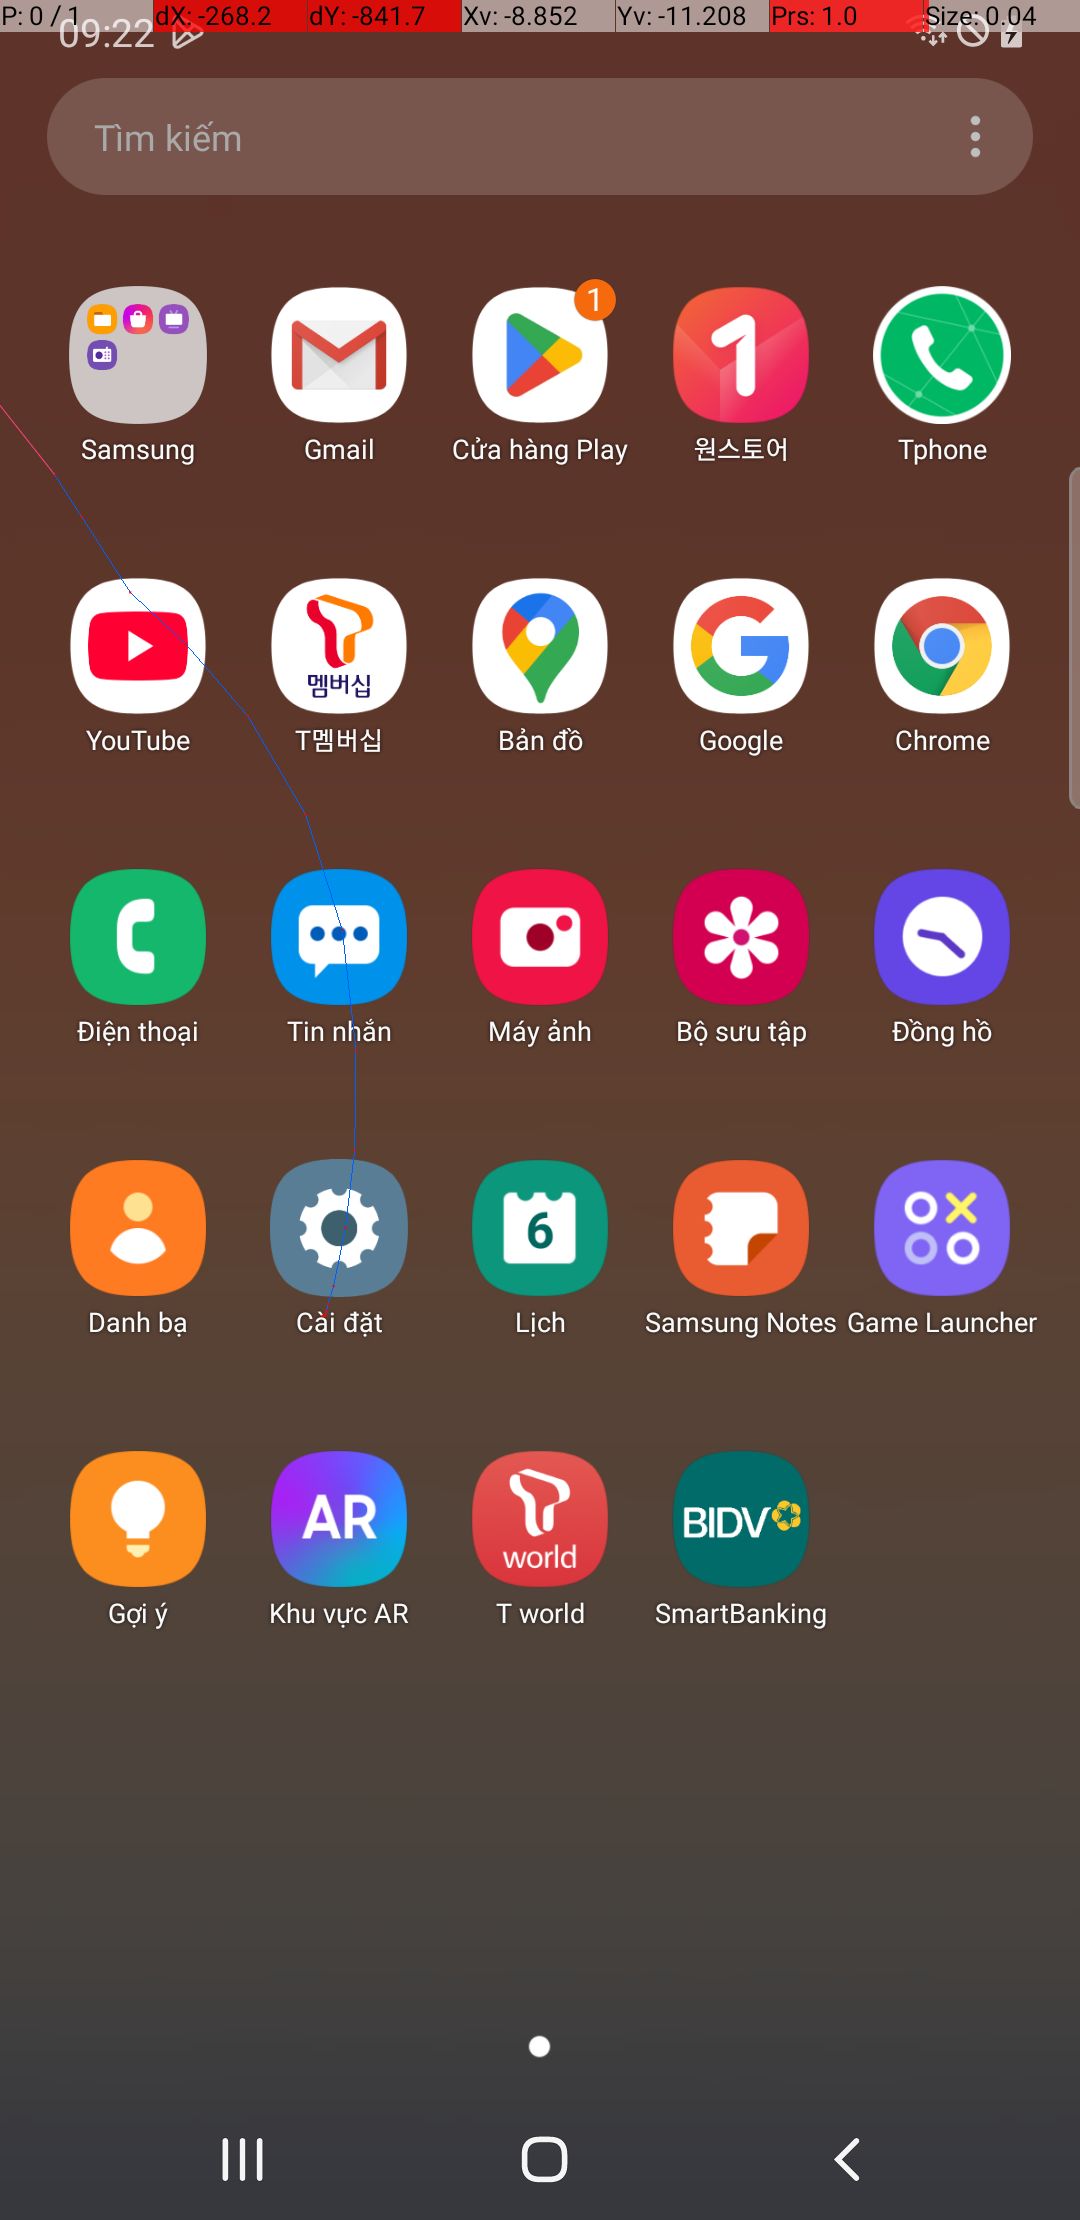 P: 0 / 1 dX: -268.2 dY: -841.7 Xv: -8.852 Yv: -11.208 Prs: 1.0 Size: 0.04
09:22
Tìm kiếm
1
Samsung Gmail Cửa hàng Play 원스토어 Tphone
멤버십
YouTube T멤버십 Bản đồ Google Chrome
Điện thoại Tin nhắn Máy ảnh Bộ sưu tập Đồng hồ
6
Danh bạ Cài đặt Lịch Samsung Notes Game Launcher
AR world BIDV
Gợi ý Khu vực AR T world SmartBanking